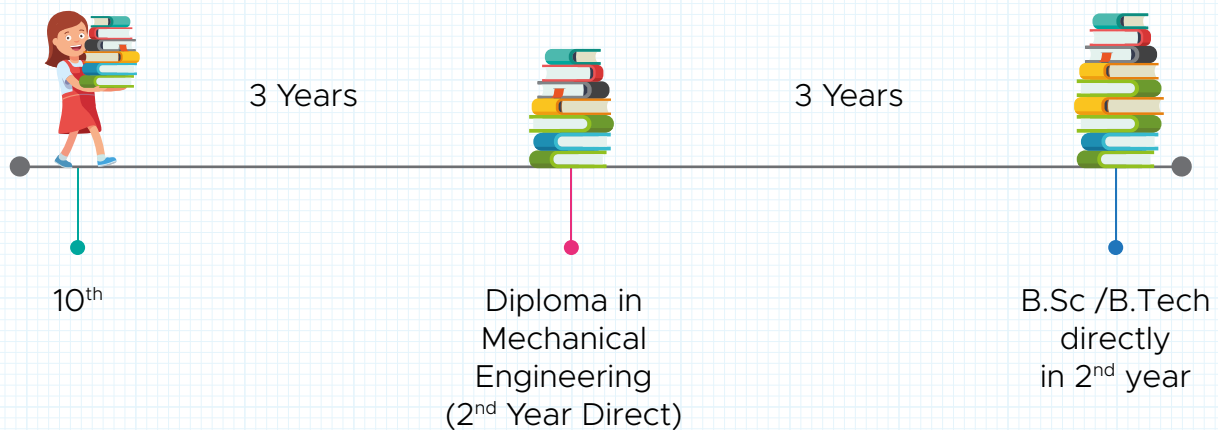 3 Years
3 Years
10th
Diploma in
Mechanical
Engineering
(2nd Year Direct)
B.Sc /B.Tech
directly
in 2nd year